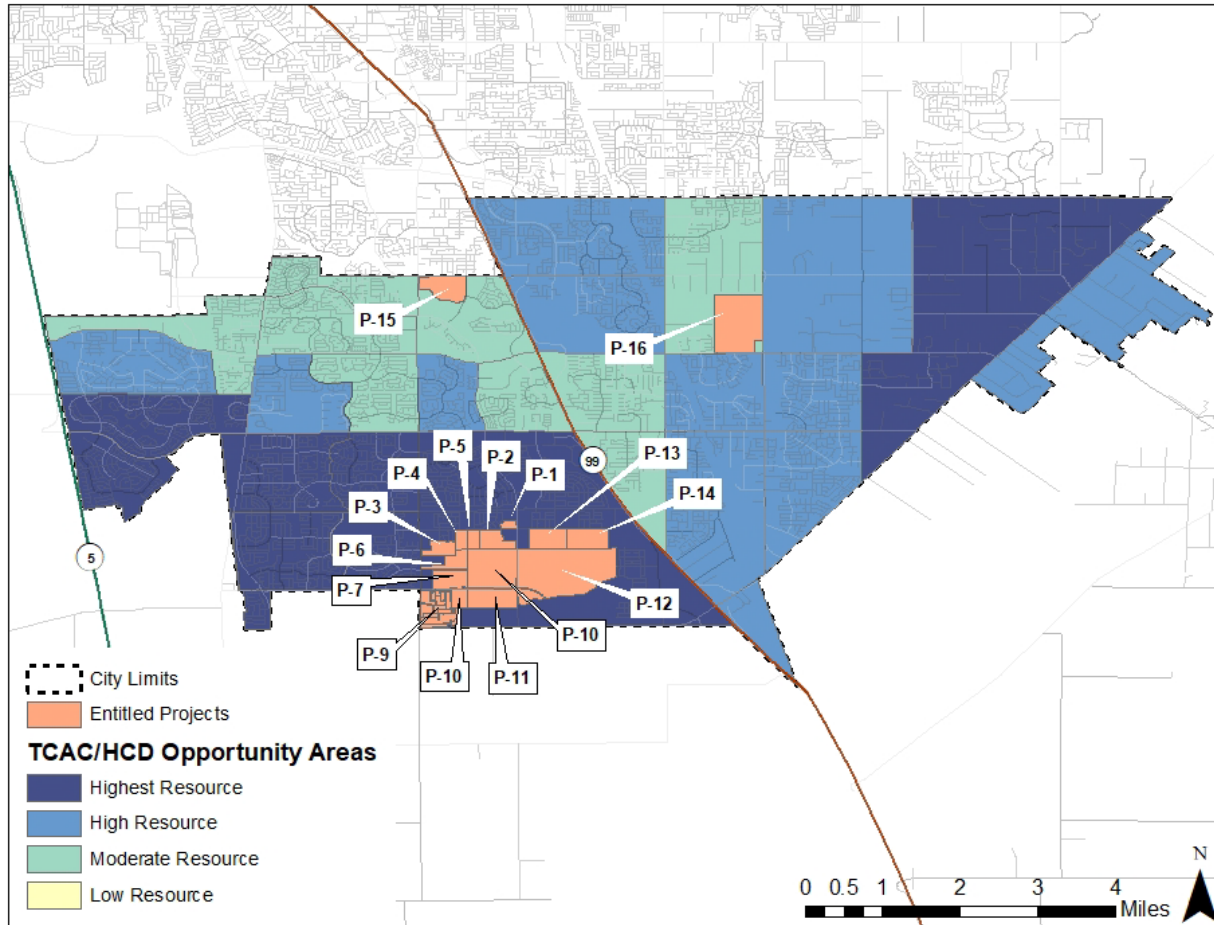 P-15
P-16
99
P-5
P-2
P-13
P-4
P-1
P-14
P-3
5
P-6
P-7
P-12
P-10
P-9
P-10
P-11
City Limits
Entitled Projects
TCAC/HCD Opportunity Areas
Highest Resource
High Resource
Moderate Resource
Low Resource
N
0 0.5 1 2 3 4
Miles